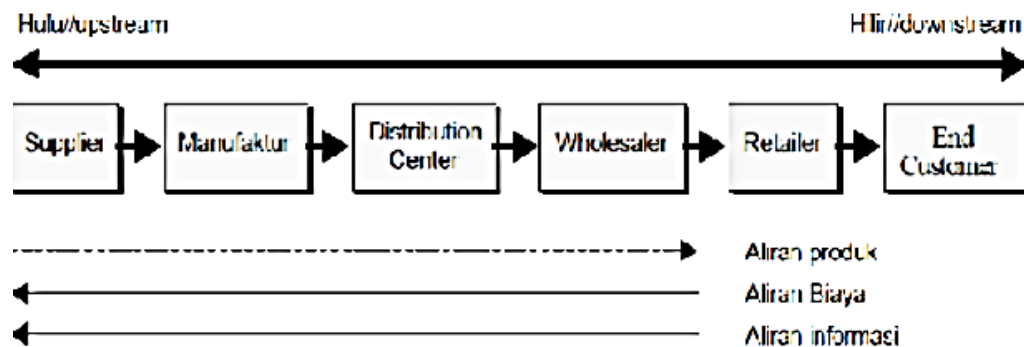 Hulu//upstream
Hilir//downstream
Supplier
Manufaktur
Distribution
Center
Wholesaler
Retailer
End
Customer
Aliran produk
Aliran Biaya
Aliran informasi